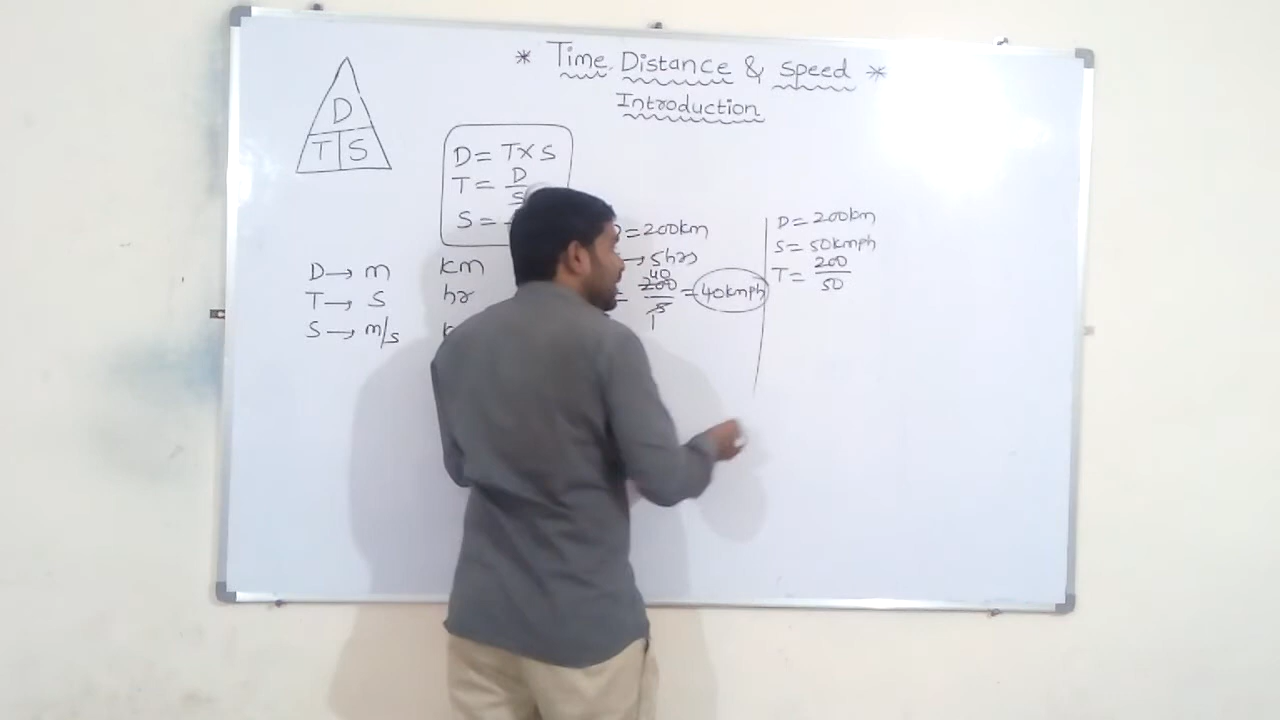 * Time, Distance & Speed *
Introduction
D
T S
D = T × S
T = D
S
S =
D → m km
T → S hr
S → m/s
= 200km
→ 5hrs
40
= 200 = 40kmph
5
1
D = 200km
S = 50kmph
T = 200
50